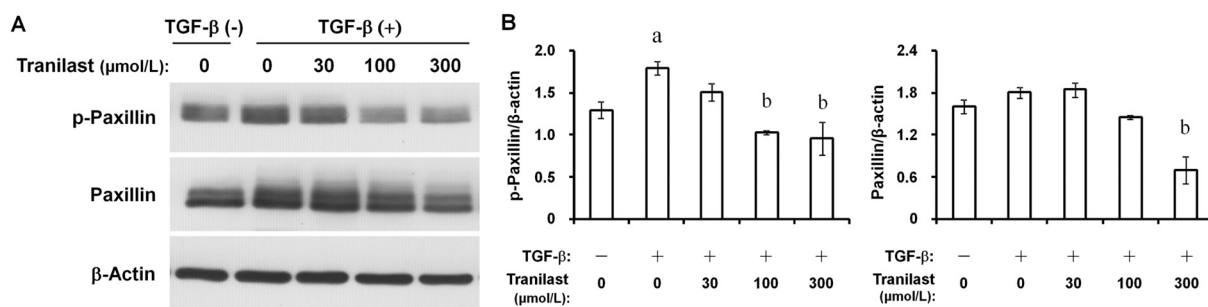 A
TGF-β (-) TGF-β (+)
Tranilast (μmol/L): 0 0 30 100 300
p-Paxillin
Paxillin
β-Actin
B
p-Paxillin/β-actin
2.0
1.5
1.0
0.5
0
a
b
b
TGF-β: − + + + +
Tranilast 0 0 30 100 300
(μmol/L):
Paxillin/β-actin
2.4
1.8
1.2
0.6
0
b
TGF-β: − + + + +
Tranilast 0 0 30 100 300
(μmol/L):